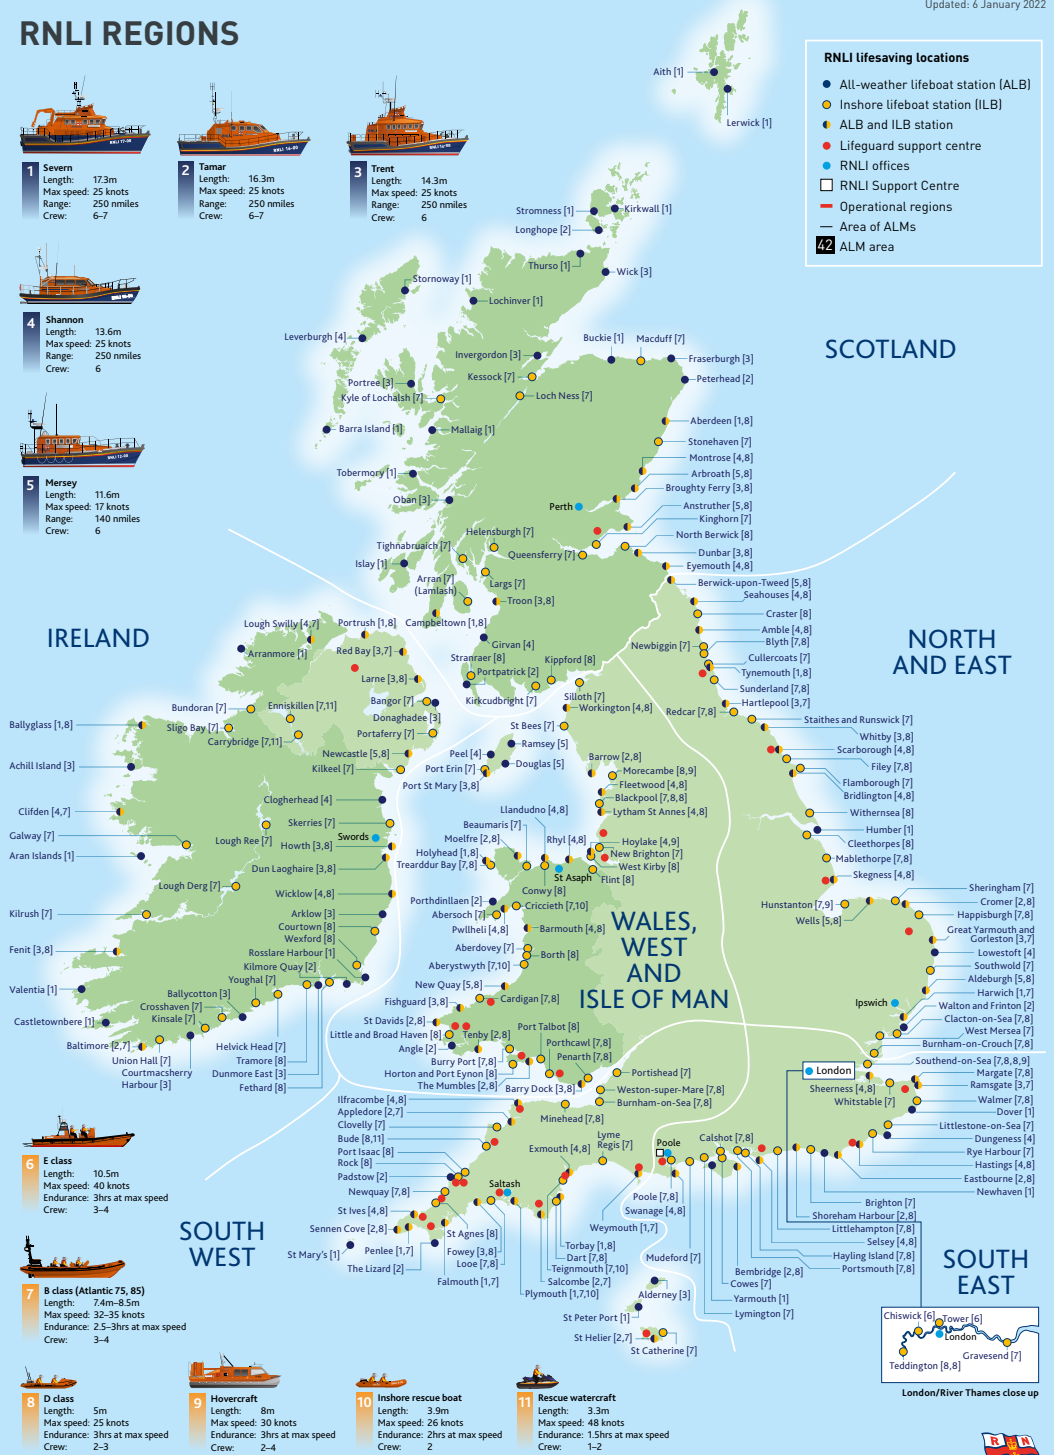 Updated: 6 January 2022
RNLI REGIONS
RNLI lifesaving locations
All-weather lifeboat station (ALB)
Inshore lifeboat station (ILB)
ALB and ILB station
Lifeguard support centre
RNLI offices
RNLI Support Centre
Operational regions
Area of ALMs
42 ALM area
1 Severn
Length: 17.3m
Max speed: 25 knots
Range: 250 nmiles
Crew: 6–7
2 Tamar
Length: 16.3m
Max speed: 25 knots
Range: 250 nmiles
Crew: 6–7
3 Trent
Length: 14.3m
Max speed: 25 knots
Range: 250 nmiles
Crew: 6
4 Shannon
Length: 13.6m
Max speed: 25 knots
Range: 250 nmiles
Crew: 6
5 Mersey
Length: 11.6m
Max speed: 17 knots
Range: 140 nmiles
Crew: 6
SCOTLAND
Aith [1]
Lerwick [1]
Stromness [1]
Kirkwall [1]
Longhope [2]
Thurso [1]
Wick [3]
Stornoway [1]
Lochinver [1]
Leverburgh [4]
Buckie [1]
Macduff [7]
Invergordon [3]
Fraserburgh [3]
Kessock [7]
Peterhead [2]
Portree [3]
Kyle of Lochalsh [7]
Loch Ness [7]
Barra Island [1]
Mallaig [1]
Aberdeen [1,8]
Stonehaven [7]
Montrose [4,8]
Tobermory [1]
Arbroath [5,8]
Broughty Ferry [3,8]
Oban [3]
Perth
Anstruther [5,8]
Kinghorn [7]
Helensburgh [7]
North Berwick [8]
Tighnabruaich [7]
Queensferry [7]
Dunbar [3,8]
Islay [1]
Eyemouth [4,8]
Arran [7]
(Lamlash)
Largs [7]
Troon [3,8]
Campbeltown [1,8]
Girvan [4]
Stranraer [8]
Portpatrick [2]
Kippford [8]
Kirkcudbright [7]
IRELAND
Lough Swilly [4,7]
Portrush [1,8]
Arranmore [1]
Red Bay [3,7]
Larne [3,8]
Bundoran [7]
Enniskillen [7,11]
Bangor [7]
Donaghadee [3]
Ballyglass [1,8]
Sligo Bay [7]
Carrybridge [7,11]
Portaferry [7]
Newcastle [5,8]
Achill Island [3]
Kilkeel [7]
Clogherhead [4]
Clifden [4,7]
Skerries [7]
Galway [7]
Lough Ree [7]
Swords
Howth [3,8]
Aran Islands [1]
Dun Laoghaire [3,8]
Lough Derg [7]
Wicklow [4,8]
Kilrush [7]
Arklow [3]
Courtown [8]
Wexford [8]
Fenit [3,8]
Rosslare Harbour [1]
Kilmore Quay [2]
Youghal [7]
Valentia [1]
Ballycotton [3]
Crosshaven [7]
Castletownbere [1]
Kinsale [7]
Baltimore [2,7]
Helvick Head [7]
Union Hall [7]
Tramore [8]
Courtmacsherry
Harbour [3]
Dunmore East [3]
Fethard [8]
NORTH
AND EAST
Berwick-upon-Tweed [5,8]
Seahouses [4,8]
Craster [8]
Amble [4,8]
Newbiggin [7]
Blyth [7,8]
Cullercoats [7]
Tynemouth [1,8]
Sunderland [7,8]
Hartlepool [3,7]
Redcar [7,8]
Staithes and Runswick [7]
Whitby [3,8]
Scarborough [4,8]
Filey [7,8]
Flamborough [7]
Bridlington [4,8]
Withernsea [8]
Humber [1]
Cleethorpes [8]
Mablethorpe [7,8]
Skegness [4,8]
Sheringham [7]
Hunstanton [7,9]
Cromer [2,8]
Wells [5,8]
Happisburgh [7,8]
Great Yarmouth and
Gorleston [3,7]
Lowestoft [4]
Southwold [7]
Aldeburgh [5,8]
Ipswich
Harwich [1,7]
Walton and Frinton [2]
Clacton-on-Sea [7,8]
West Mersea [7]
Burnham-on-Crouch [7,8]
WALES,
WEST
AND
ISLE OF MAN
Silloth [7]
Workington [4,8]
St Bees [7]
Ramsey [5]
Peel [4]
Douglas [5]
Port Erin [7]
Port St Mary [3,8]
Barrow [2,8]
Morecambe [8,9]
Fleetwood [4,8]
Blackpool [7,8,8]
Lytham St Annes [4,8]
Llandudno [4,8]
Beaumaris [7]
Moelfre [2,8]
Rhyl [4,8]
Hoylake [4,9]
New Brighton [7]
West Kirby [8]
Flint [8]
Holyhead [1,8]
Trearddur Bay [7,8]
St Asaph
Conwy [8]
Porthdinllaen [2]
Criccieth [7,10]
Abersoch [7]
Pwllheli [4,8]
Barmouth [4,8]
Aberdovey [7]
Borth [8]
Aberystwyth [7,10]
New Quay [5,8]
Cardigan [7,8]
Fishguard [3,8]
St Davids [2,8]
Port Talbot [8]
Little and Broad Haven [8]
Tenby [2,8]
Porthcawl [7,8]
Angle [2]
Penarth [7,8]
Burry Port [7,8]
Portishead [7]
Horton and Port Eynon [8]
The Mumbles [2,8]
Barry Dock [3,8]
Weston-super-Mare [7,8]
Burnham-on-Sea [7,8]
SOUTH
WEST
Ilfracombe [4,8]
Minehead [7,8]
Appledore [2,7]
Clovelly [7]
Bude [8,11]
Port Isaac [8]
Rock [8]
Padstow [2]
Newquay [7,8]
Exmouth [4,8]
Lyme
Regis [7]
Saltash
Poole
St Ives [4,8]
Sennen Cove [2,8]
St Agnes [8]
St Mary's [1]
Penlee [1,7]
Fowey [3,8]
Looe [7,8]
The Lizard [2]
Falmouth [1,7]
Torbay [1,8]
Dart [7,8]
Teignmouth [7,10]
Salcombe [2,7]
Plymouth [1,7,10]
Weymouth [1,7]
Poole [7,8]
Swanage [4,8]
Alderney [3]
St Peter Port [1]
St Helier [2,7]
St Catherine [7]
SOUTH
EAST
London
Southend-on-Sea [7,8,8,9]
Margate [7,8]
Sheerness [4,8]
Ramsgate [3,7]
Whitstable [7]
Walmer [7,8]
Dover [1]
Littlestone-on-Sea [7]
Dungeness [4]
Rye Harbour [7]
Hastings [4,8]
Eastbourne [2,8]
Newhaven [1]
Brighton [7]
Shoreham Harbour [2,8]
Littlehampton [7,8]
Selsey [4,8]
Hayling Island [7,8]
Portsmouth [7,8]
Calshot [7,8]
Mudeford [7]
Bembridge [2,8]
Cowes [7]
Yarmouth [1]
Lymington [7]
Chiswick [6]
Tower [6]
London
Gravesend [7]
Teddington [8,8]
London/River Thames close up
6 E class
Length: 10.5m
Max speed: 40 knots
Endurance: 3hrs at max speed
Crew: 3–4
7 B class (Atlantic 75, 85)
Length: 7.4m–8.5m
Max speed: 32–35 knots
Endurance: 2.5–3hrs at max speed
Crew: 3–4
8 D class
Length: 5m
Max speed: 25 knots
Endurance: 3hrs at max speed
Crew: 2–3
9 Hovercraft
Length: 8m
Max speed: 30 knots
Endurance: 3hrs at max speed
Crew: 2–4
10 Inshore rescue boat
Length: 3.9m
Max speed: 26 knots
Endurance: 2hrs at max speed
Crew: 2
11 Rescue watercraft
Length: 3.3m
Max speed: 48 knots
Endurance: 1.5hrs at max speed
Crew: 1–2
R N